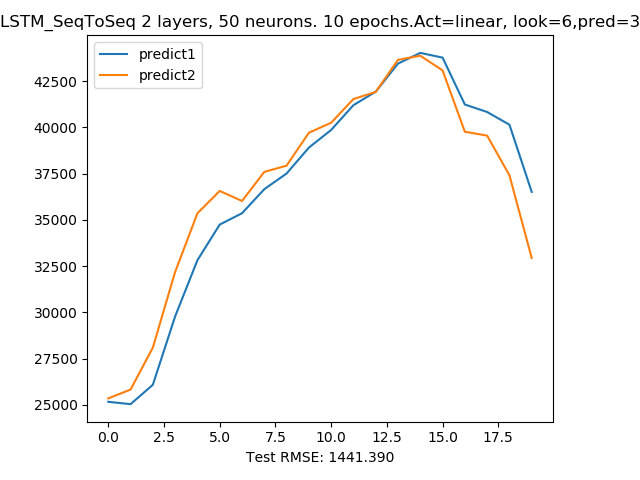 LSTM_SeqToSeq 2 layers, 50 neurons. 10 epochs.Act=linear, look=6,pred=3
predict1
predict2
42500
40000
37500
35000
32500
30000
27500
25000
0.0 2.5 5.0 7.5 10.0 12.5 15.0 17.5
Test RMSE: 1441.390